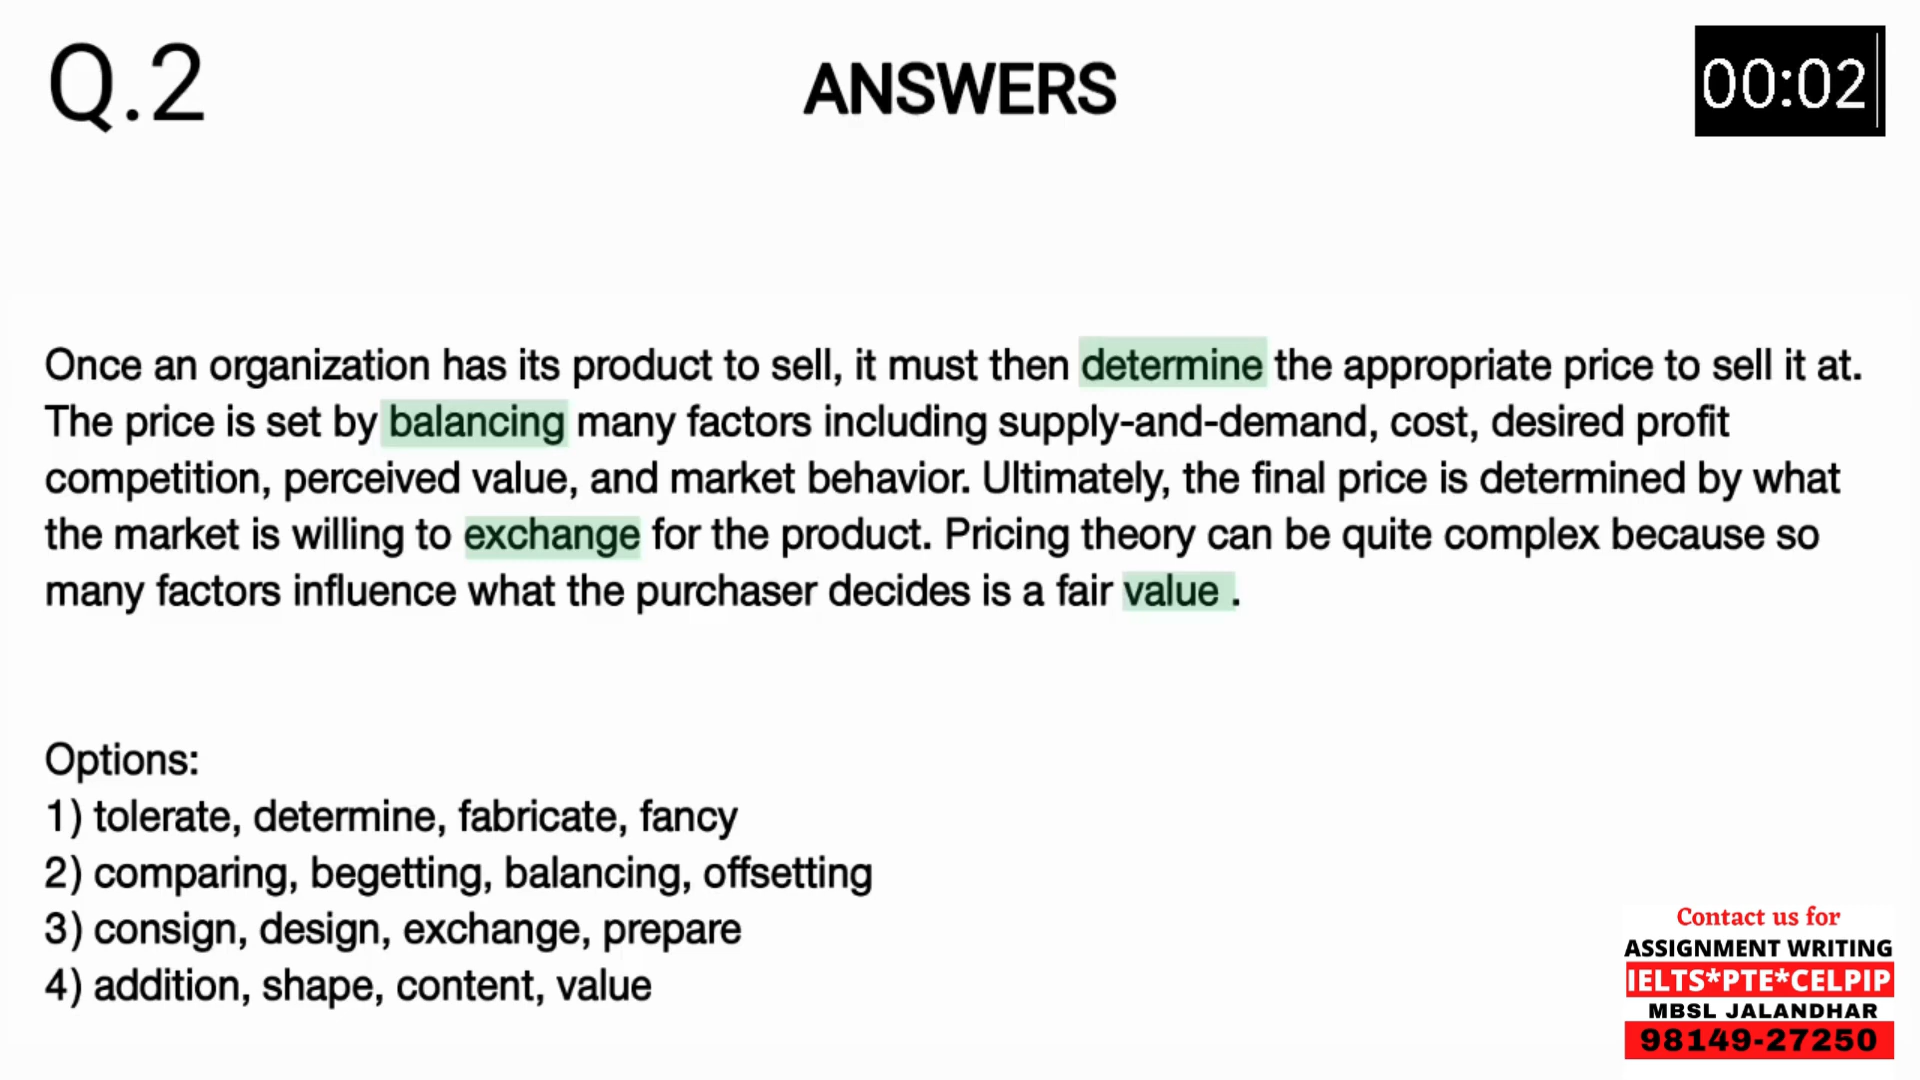 Q.2
ANSWERS
00:02
Once an organization has its product to sell, it must then determine the appropriate price to sell it at.
The price is set by balancing many factors including supply-and-demand, cost, desired profit
competition, perceived value, and market behavior. Ultimately, the final price is determined by what
the market is willing to exchange for the product. Pricing theory can be quite complex because so
many factors influence what the purchaser decides is a fair value .
Options:
1) tolerate, determine, fabricate, fancy
2) comparing, begetting, balancing, offsetting
3) consign, design, exchange, prepare
4) addition, shape, content, value
Contact us for
ASSIGNMENT WRITING
IELTS*PTE*CELPIP
MBSL JALANDHAR
98149-27250